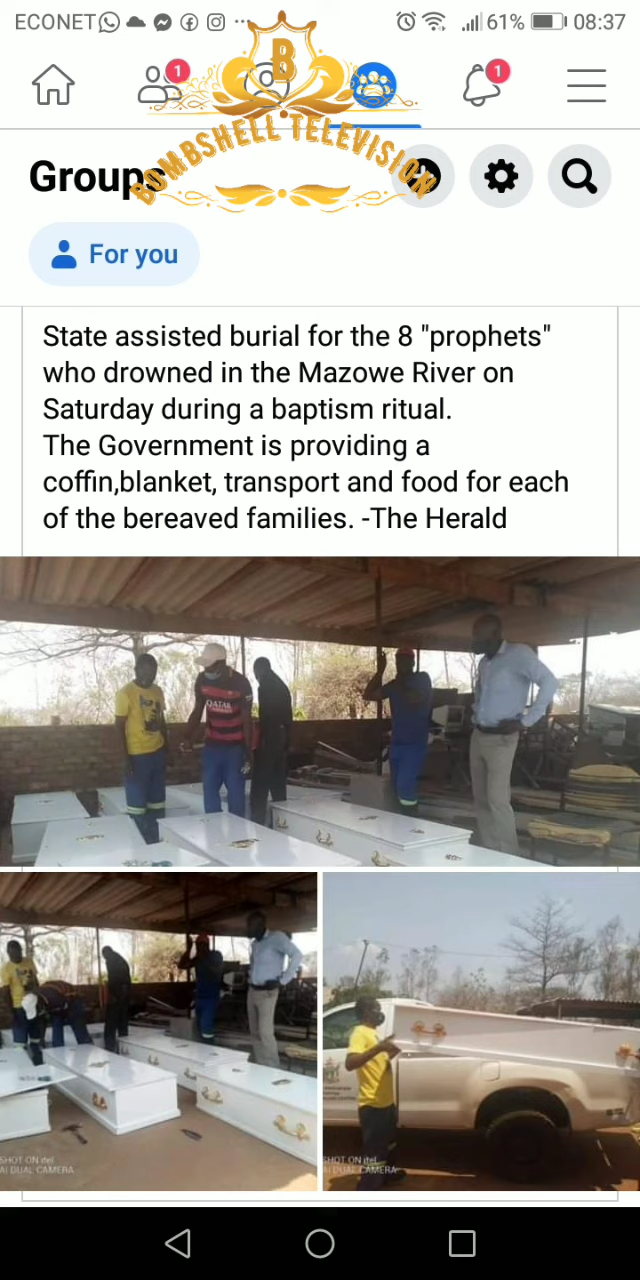 ECONET
61%
08:37
1
1
B
BOMBSHELL TELEVISION
Groups
For you
State assisted burial for the 8 "prophets"
who drowned in the Mazowe River on
Saturday during a baptism ritual.
The Government is providing a
coffin,blanket, transport and food for each
of the bereaved families. -The Herald
QATAR
SHOT ON itel
AI DUAL CAMERA
SHOT ON itel
AI DUAL CAMERA